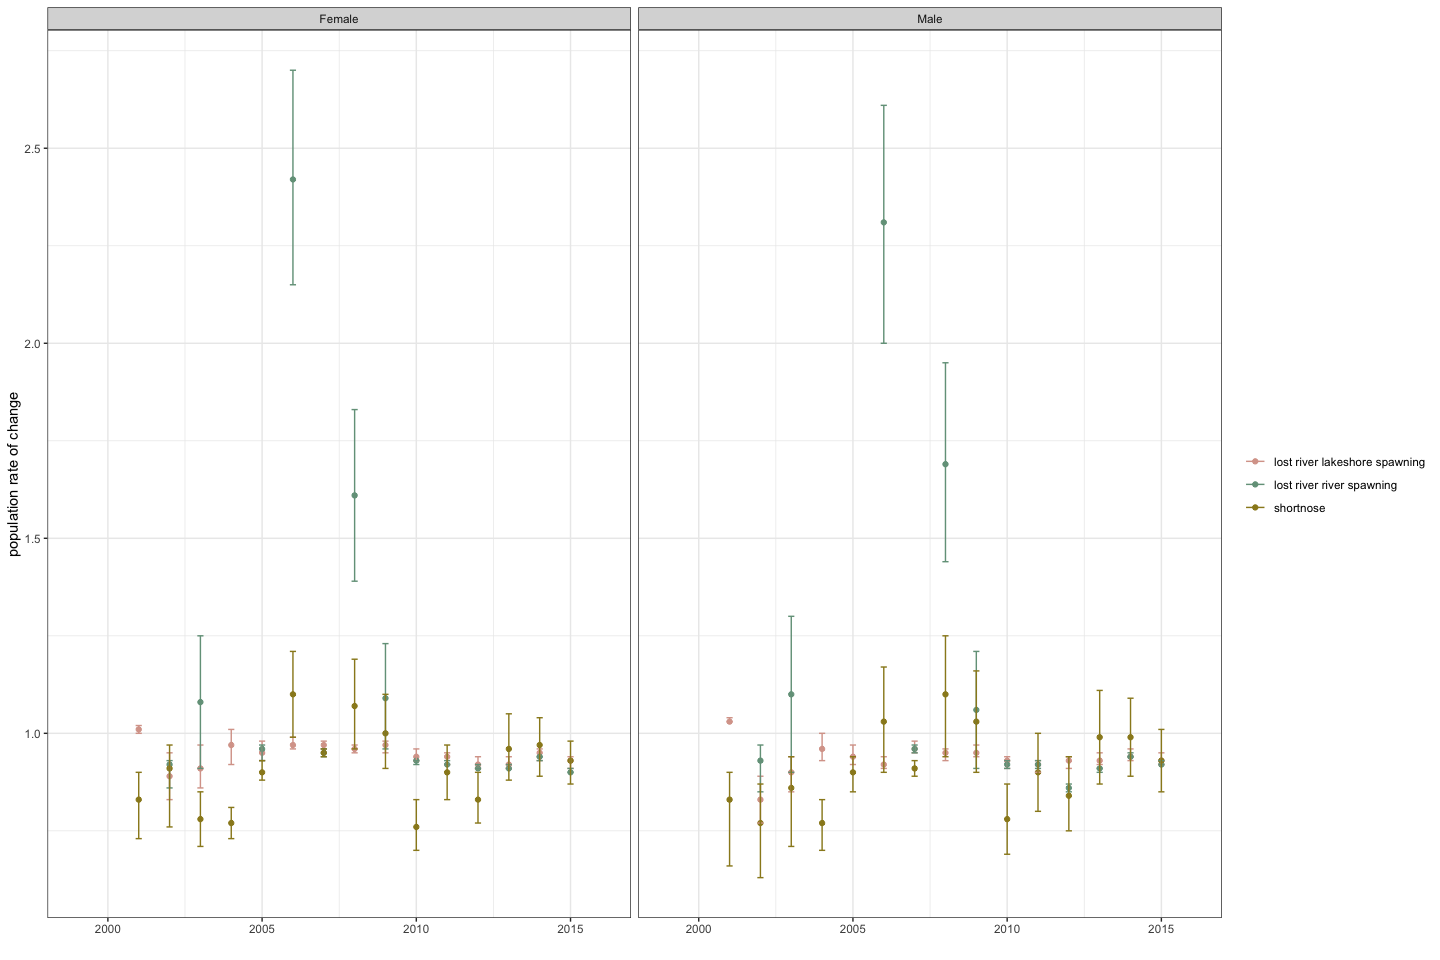 Female
Male
population rate of change
2.5
2.0
1.5
1.0
2000
2005
2010
2015
2000
2005
2010
2015
lost river lakeshore spawning
lost river river spawning
shortnose